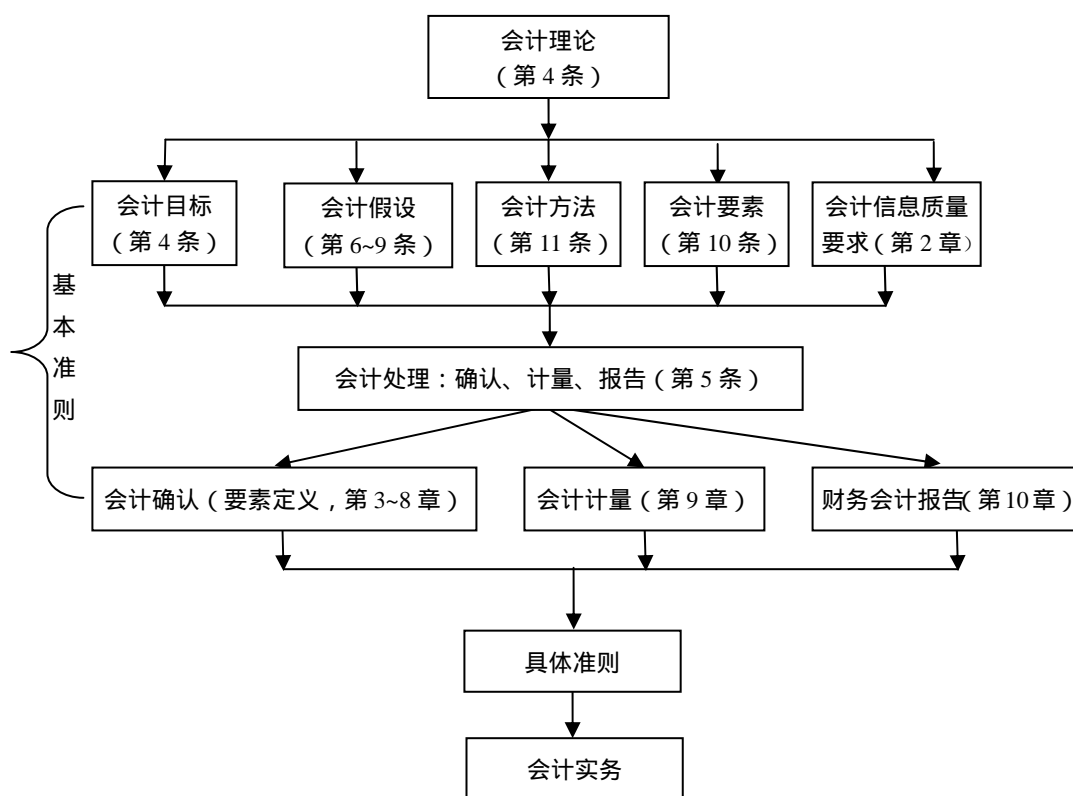 会计理论
（第 4 条）
会计目标
（第 4 条）
会计假设
（第 6~9 条）
会计方法
（第 11 条）
会计要素
（第 10 条）
会计信息质量
要求（第 2 章）
基
本
准
则
会计处理：确认、计量、报告（第 5 条）
会计确认（要素定义，第 3~8 章）
会计计量（第 9 章）
财务会计报告（第 10 章）
具体准则
会计实务